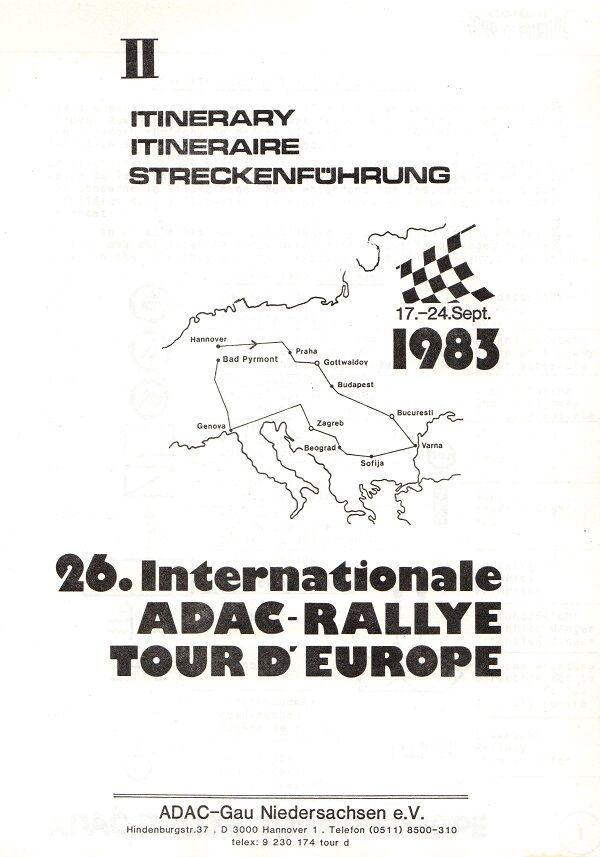 II
ITINERARY
ITINERAIRE
STRECKENFÜHRUNG
17.-24.Sept.
1983
Hannover
Bad Pyrmont
Praha
Gottwaldov
Budapest
Bucuresti
Genova
Zagreb
Beograd
Varna
Sofija
26. Internationale
ADAC-RALLYE
TOUR D'EUROPE
ADAC-Gau Niedersachsen e.V.
Hindenburgstr.37 . D 3000 Hannover 1 . Telefon (0511) 8500-310
telex: 9 230 174 tour d